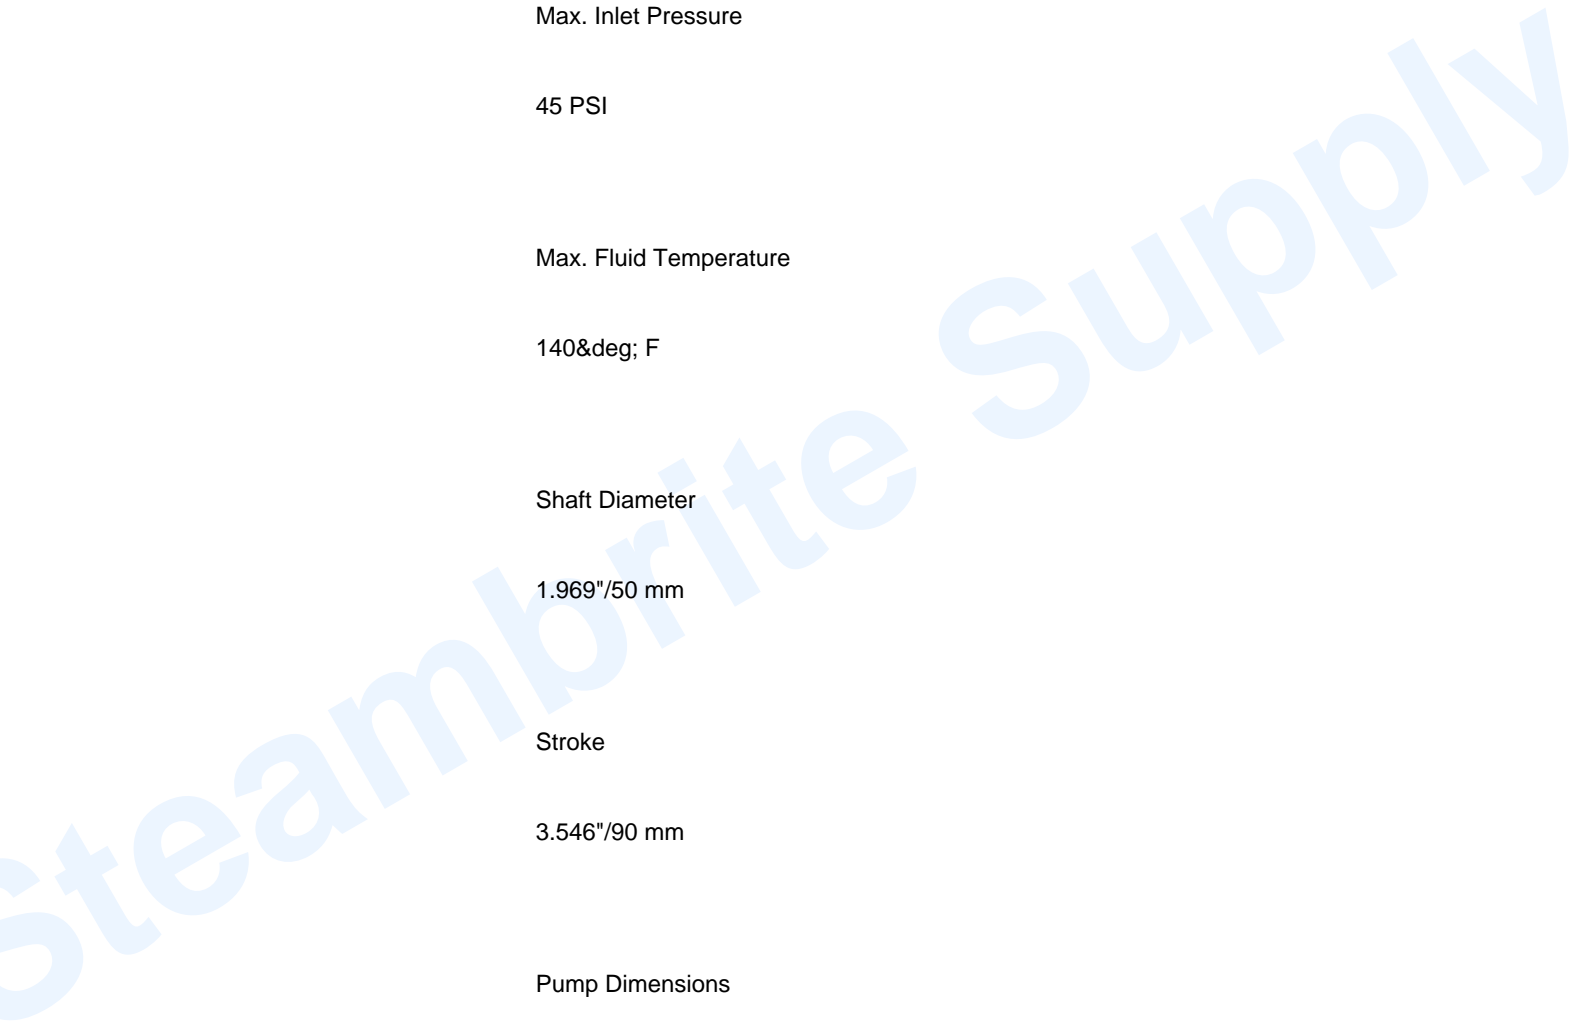 Max. Inlet Pressure
45 PSI
Max. Fluid Temperature
140&deg; F
Shaft Diameter
1.969"/50 mm
Stroke
3.546"/90 mm
Pump Dimensions
Steambrite Supply